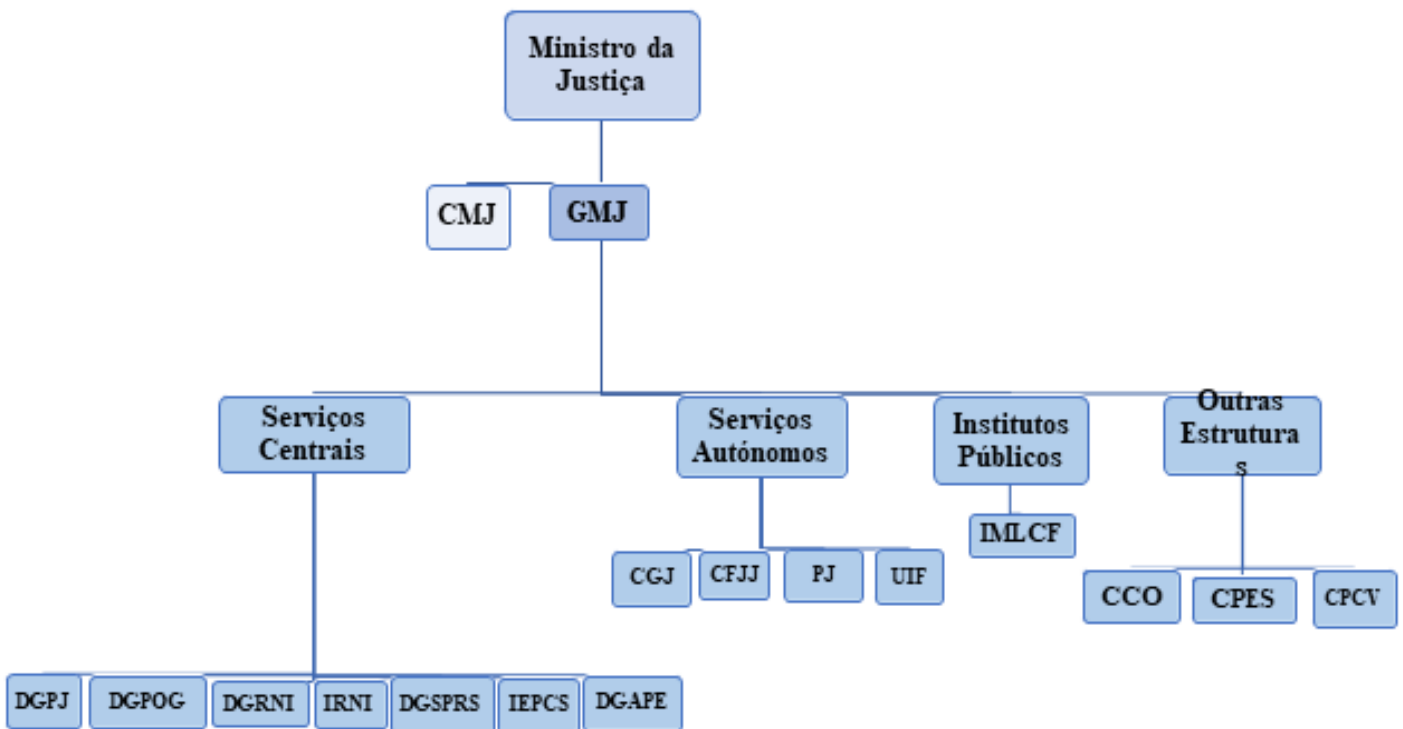 Ministro da
Justiça
CMJ
GMJ
Serviços
Centrais
Serviços
Autónomos
Institutos
Públicos
Outras
Estrutura
s
IMLCF
CGJ
CFJJ
PJ
UIF
CCO
CPES
CPCV
DGPJ
DGPOG
DGRNI
IRNI
DGSPRS
IEPCS
DGAPE